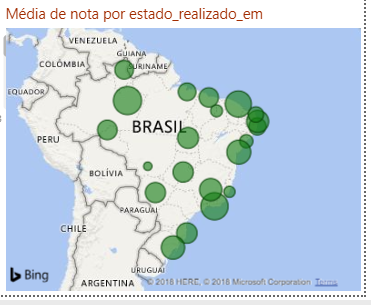 Média de nota por estado_realizado_em
VENEZUELA
GUIANA
COLÔMBIA
SURINAME
EQUADOR
BRASIL
PERU
BOLÍVIA
PARAGUAI
CHILE
URUGUAI
ARGENTINA
Bing
© 2018 HERE, © 2018 Microsoft Corporation Terms